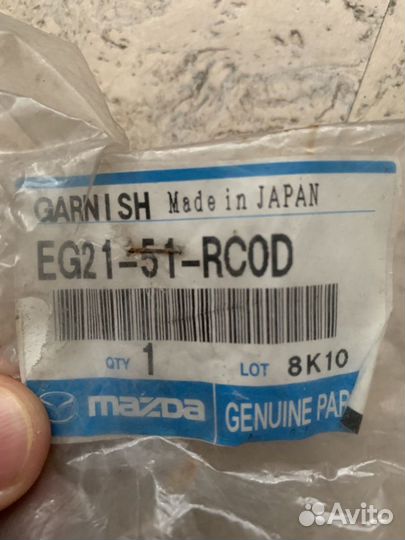 GARNISH Made in JAPAN
EG21-51-RC0D
QTY 1 LOT 8K10
mazda GENUINE PAR
Avito